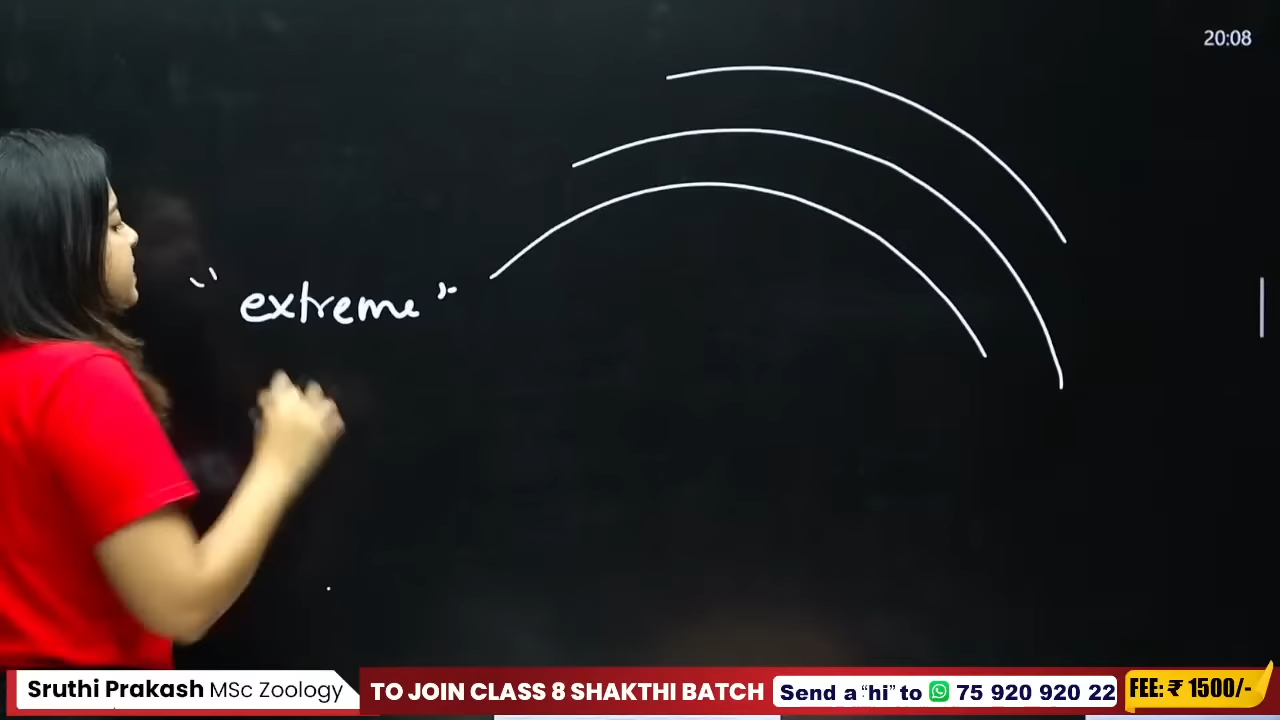 20:08
" extreme "
Sruthi Prakash MSc Zoology
TO JOIN CLASS 8 SHAKTHI BATCH
Send a “hi” to 75 920 920 22
FEE: ₹ 1500/-